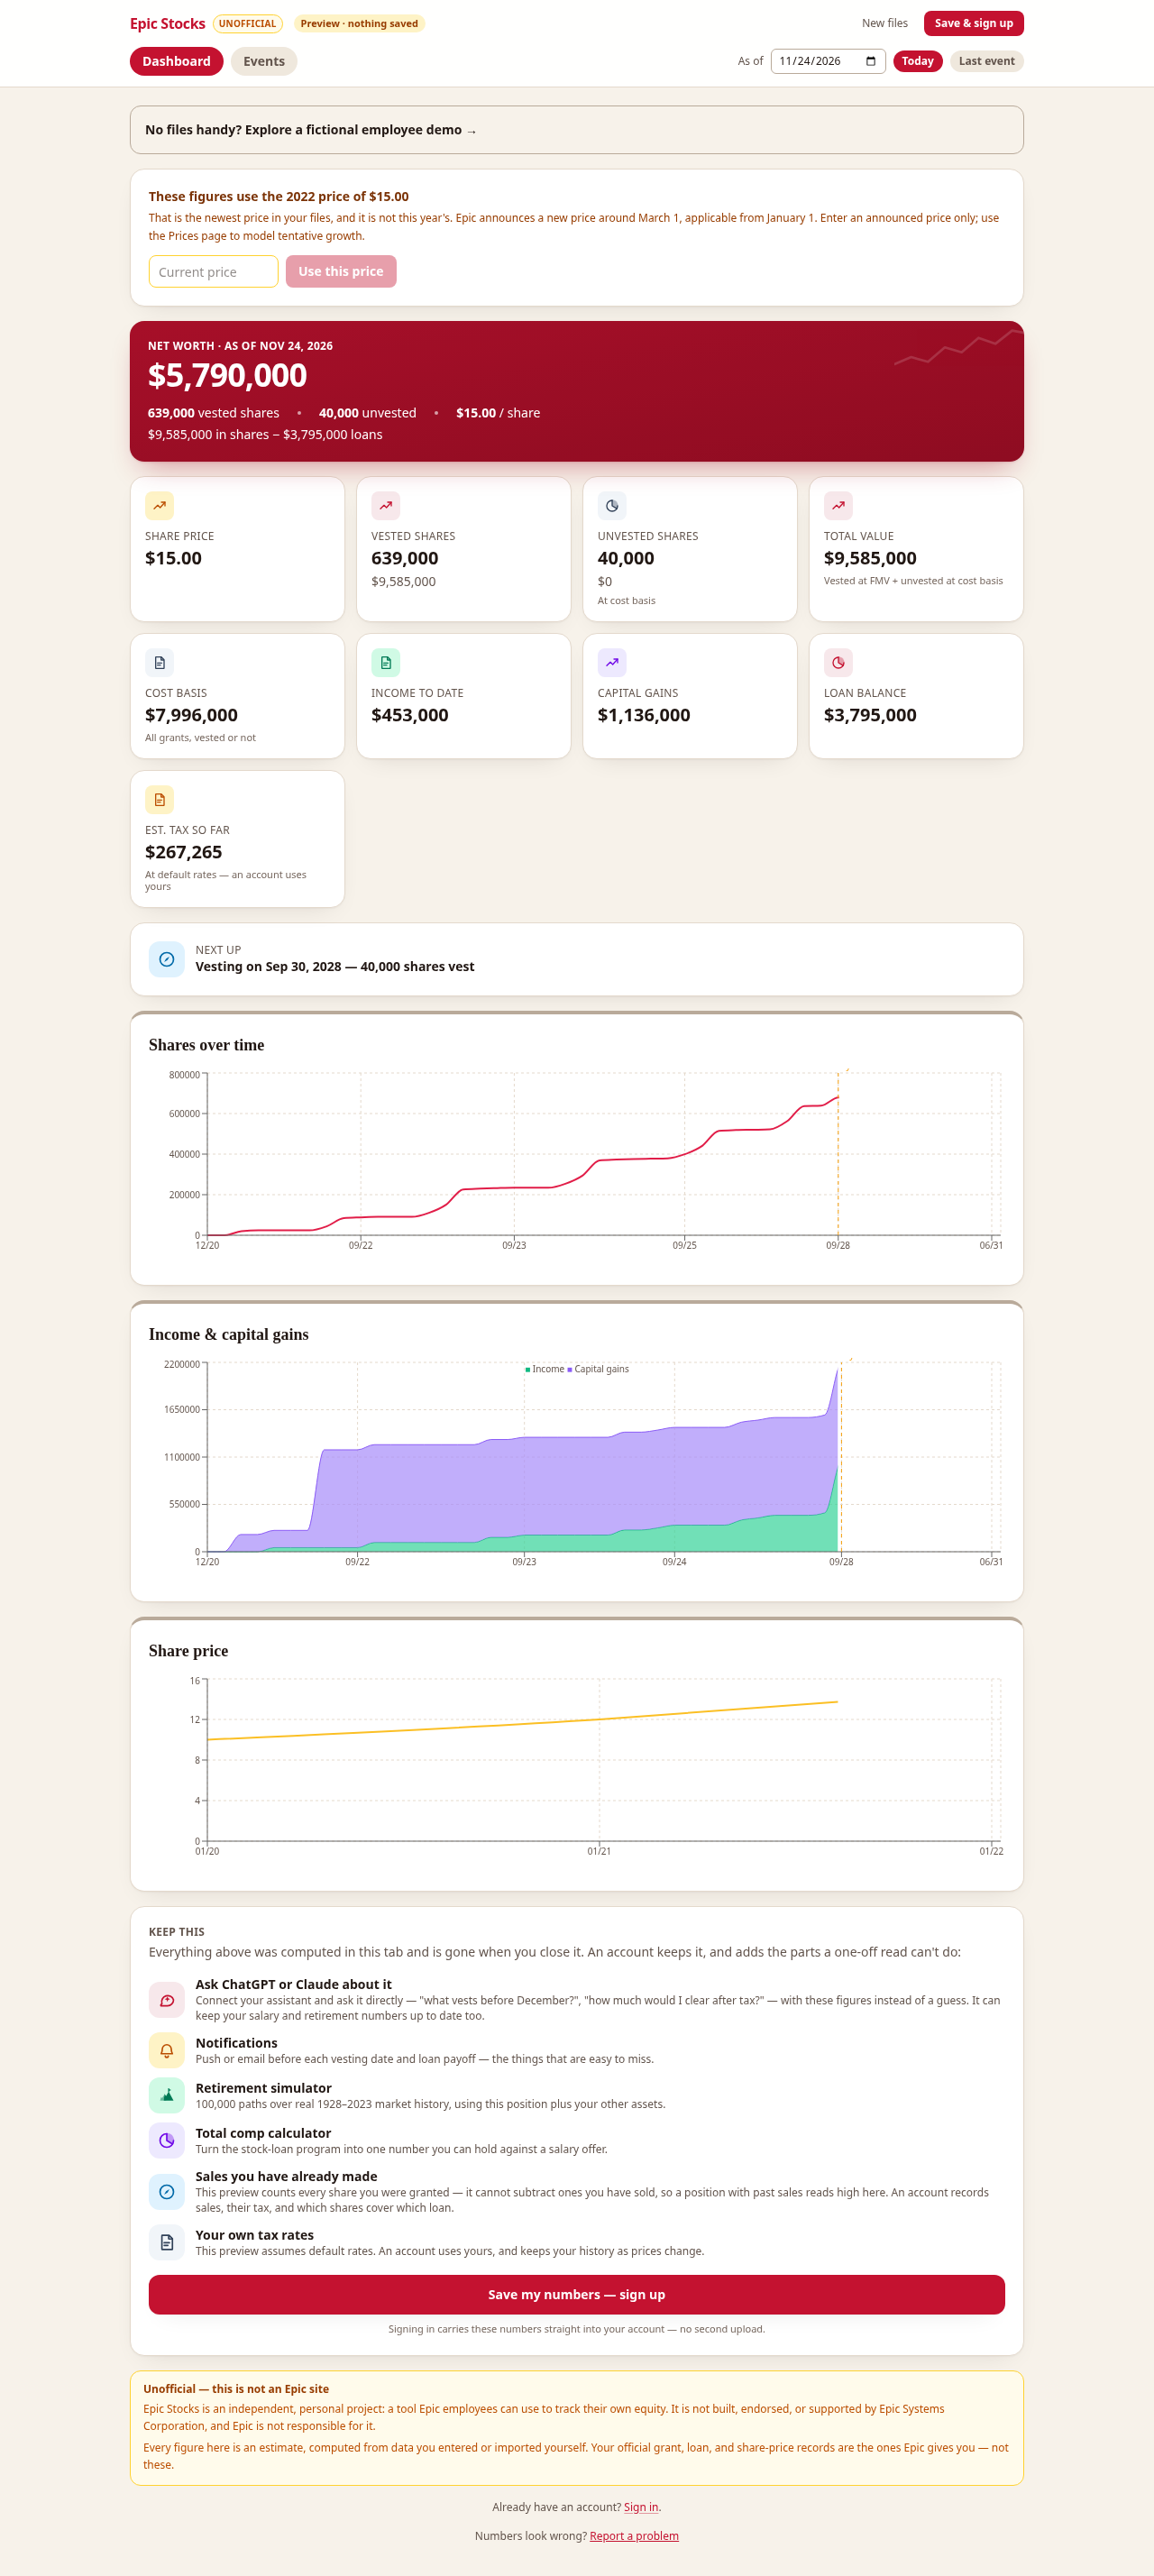 Epic Stocks UNOFFICIAL Preview · nothing saved New files Save & sign up
Dashboard Events As of 11/24/2026 Today Last event
No files handy? Explore a fictional employee demo →
These figures use the 2022 price of $15.00
That is the newest price in your files, and it is not this year's. Epic announces a new price around March 1, applicable from January 1. Enter an announced price only; use
the Prices page to model tentative growth.
Current price Use this price
NET WORTH · AS OF NOV 24, 2026
$5,790,000
639,000 vested shares • 40,000 unvested • $15.00 / share
$9,585,000 in shares − $3,795,000 loans
SHARE PRICE
$15.00
VESTED SHARES
639,000
$9,585,000
UNVESTED SHARES
40,000
$0
At cost basis
TOTAL VALUE
$9,585,000
Vested at FMV + unvested at cost basis
COST BASIS
$7,996,000
All grants, vested or not
INCOME TO DATE
$453,000
CAPITAL GAINS
$1,136,000
LOAN BALANCE
$3,795,000
EST. TAX SO FAR
$267,265
At default rates — an account uses
yours
NEXT UP
Vesting on Sep 30, 2028 — 40,000 shares vest
Shares over time
800000
600000
400000
200000
0
12/20 09/22 09/23 09/25 09/28 06/31
Income & capital gains
Income Capital gains
2200000
1650000
1100000
550000
0
12/20 09/22 09/23 09/24 09/28 06/31
Share price
16
12
8
4
0
01/20 01/21 01/22
KEEP THIS
Everything above was computed in this tab and is gone when you close it. An account keeps it, and adds the parts a one-off read can't do:
Ask ChatGPT or Claude about it
Connect your assistant and ask it directly — "what vests before December?", "how much would I clear after tax?" — with these figures instead of a guess. It can
keep your salary and retirement numbers up to date too.
Notifications
Push or email before each vesting date and loan payoff — the things that are easy to miss.
Retirement simulator
100,000 paths over real 1928–2023 market history, using this position plus your other assets.
Total comp calculator
Turn the stock-loan program into one number you can hold against a salary offer.
Sales you have already made
This preview counts every share you were granted — it cannot subtract ones you have sold, so a position with past sales reads high here. An account records
sales, their tax, and which shares cover which loan.
Your own tax rates
This preview assumes default rates. An account uses yours, and keeps your history as prices change.
Save my numbers — sign up
Signing in carries these numbers straight into your account — no second upload.
Unofficial — this is not an Epic site
Epic Stocks is an independent, personal project: a tool Epic employees can use to track their own equity. It is not built, endorsed, or supported by Epic Systems
Corporation, and Epic is not responsible for it.
Every figure here is an estimate, computed from data you entered or imported yourself. Your official grant, loan, and share-price records are the ones Epic gives you — not
these.
Already have an account? Sign in.
Numbers look wrong? Report a problem